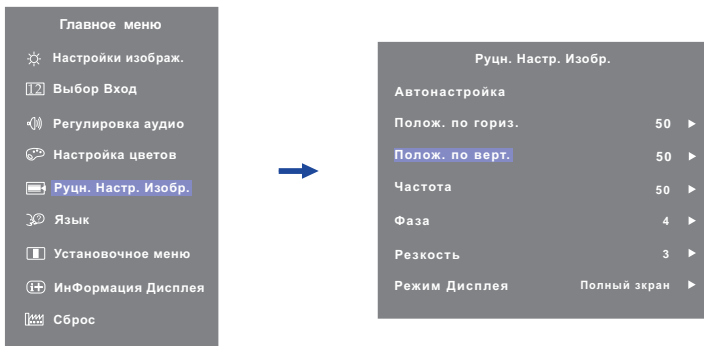 Главное меню
Настройки изображ.
12 Выбор Вход
Регулировка аудио
Настройка цветов
Руцн. Настр. Изобр.
Язык
Установочное меню
i+ ИнФормация Дисплея
Сброс
Руцн. Настр. Изобр.
Автонастройка
Полож. по гориз. 50
Полож. по верт. 50
Частота 50
Фаза 4
Резкость 3
Режим Дисплея Полный зкран